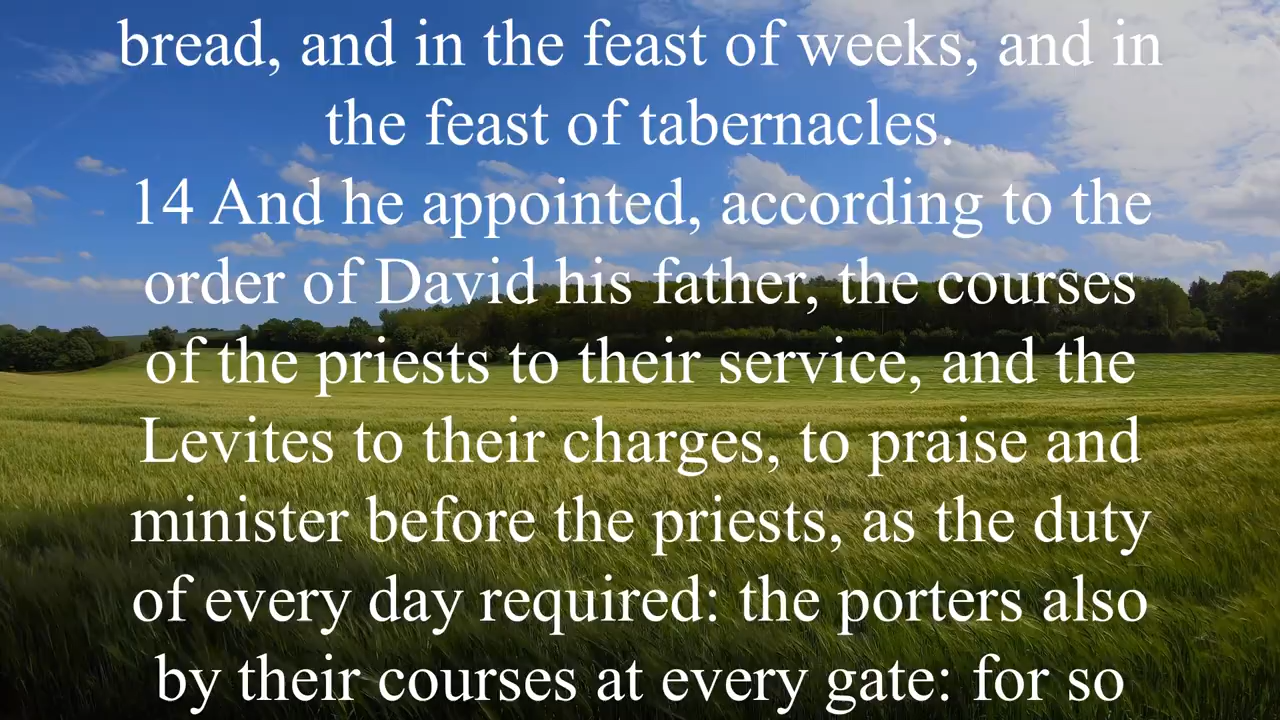 bread, and in the feast of weeks, and in
the feast of tabernacles.
14 And he appointed, according to the
order of David his father, the courses
of the priests to their service, and the
Levites to their charges, to praise and
minister before the priests, as the duty
of every day required: the porters also
by their courses at every gate: for so